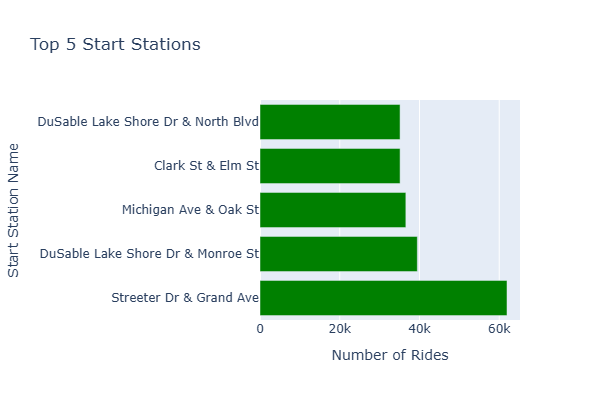 Top 5 Start Stations
DuSable Lake Shore Dr & North Blvd
Clark St & Elm St
Michigan Ave & Oak St
DuSable Lake Shore Dr & Monroe St
Streeter Dr & Grand Ave
Start Station Name
0 20k 40k 60k
Number of Rides